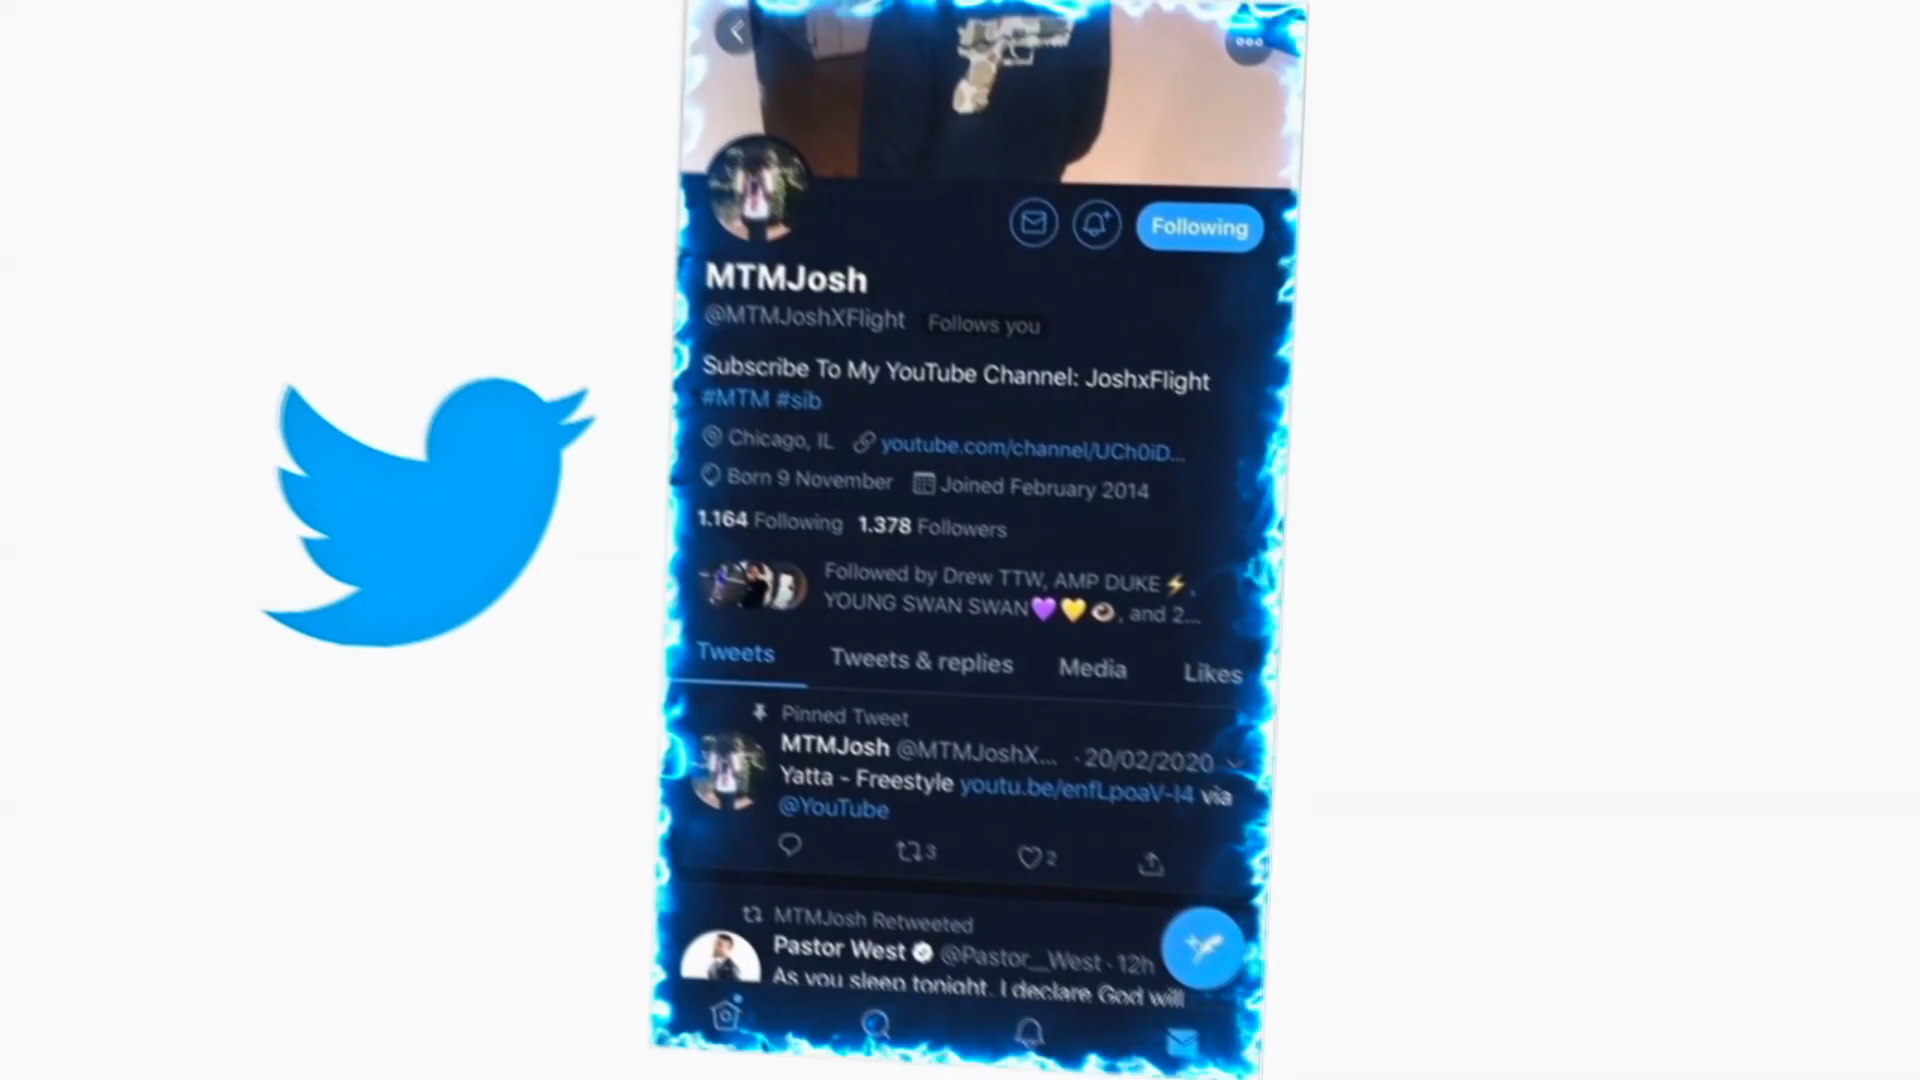 Following
MTMJosh
@MTMJoshXFlight Follows you
Subscribe To My YouTube Channel: JoshxFlight
#MTM #sib
Chicago, IL youtube.com/channel/UCh0iD...
Born 9 November Joined February 2014
1.164 Following 1.378 Followers
Followed by Drew TTW, AMP DUKE⚡,
YOUNG SWAN SWAN💜💛👁, and 2...
Tweets Tweets & replies Media Likes
Pinned Tweet
MTMJosh @MTMJoshX... · 20/02/2020
Yatta - Freestyle youtu.be/enfLpoaV-I4 via
@YouTube
3 2
MTMJosh Retweeted
Pastor West @Pastor__West · 12h
As you sleep tonight, I declare God will